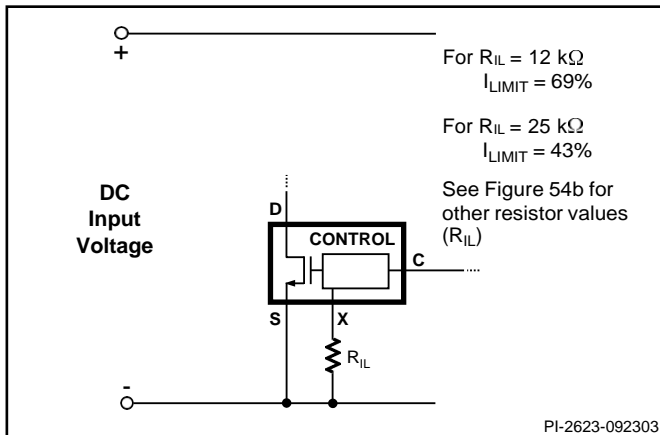 +
For RIL = 12 kΩ
ILIMIT = 69%
For RIL = 25 kΩ
ILIMIT = 43%
See Figure 54b for
other resistor values
(RIL)
DC
Input
Voltage
D
CONTROL
C
S
X
RIL
-
PI-2623-092303